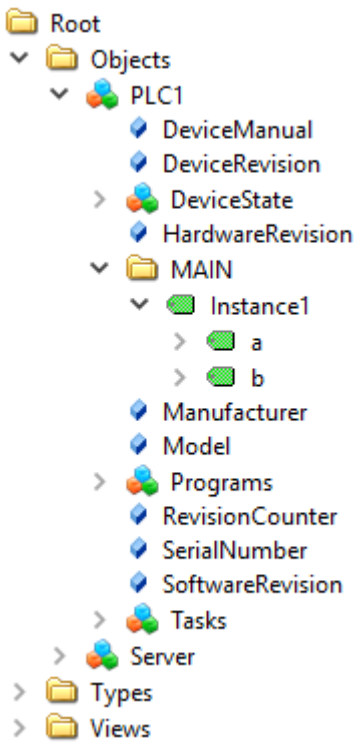 Root
Objects
PLC1
DeviceManual
DeviceRevision
DeviceState
HardwareRevision
MAIN
Instance1
a
b
Manufacturer
Model
Programs
RevisionCounter
SerialNumber
SoftwareRevision
Tasks
Server
Types
Views